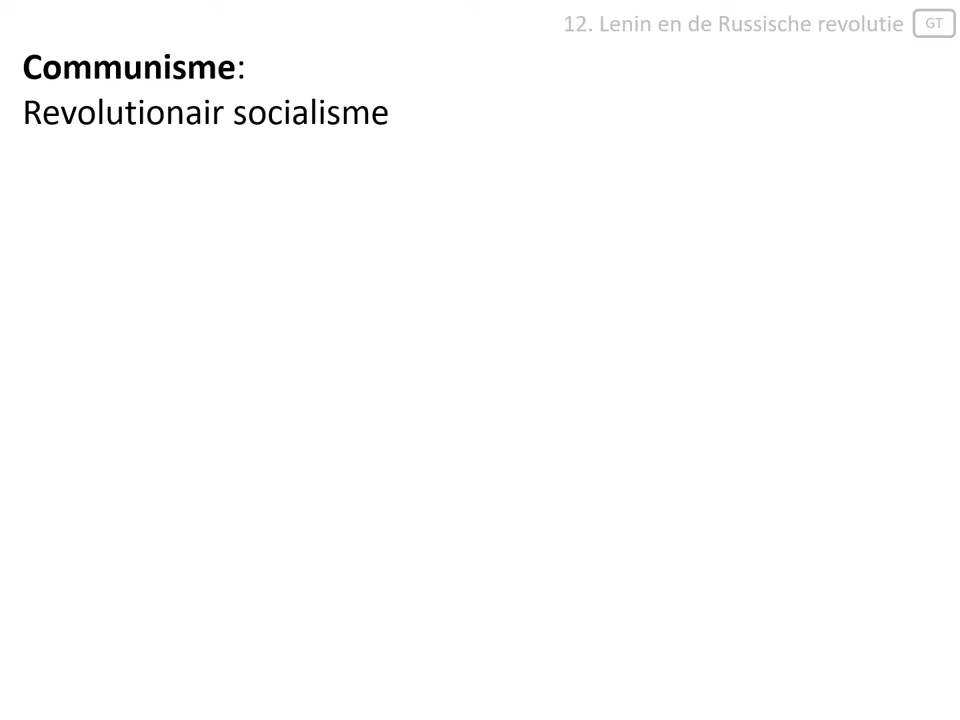 12. Lenin en de Russische revolutie GT
Communisme:
Revolutionair socialisme